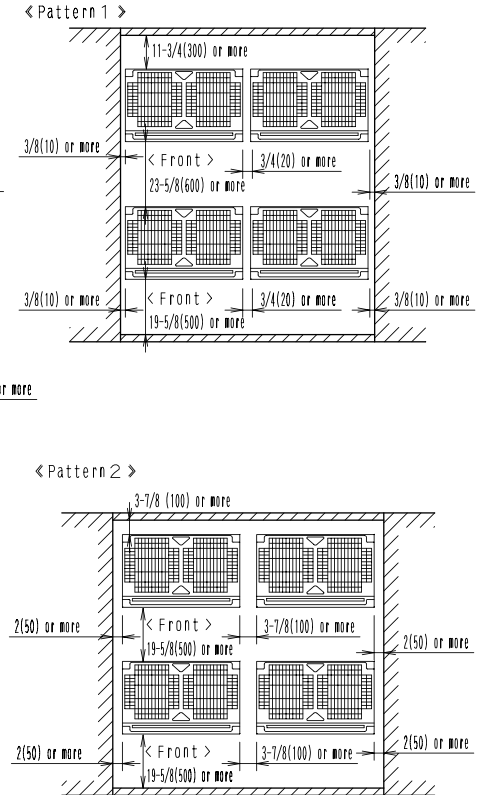 《Pattern 1》
11-3/4(300) or more
3/8(10) or more
<Front>
3/4(20) or more
23-5/8(600) or more
3/8(10) or more
3/8(10) or more
<Front>
3/4(20) or more
3/8(10) or more
19-5/8(500) or more
or more
《Pattern 2》
3-7/8 (100) or more
2(50) or more
<Front>
3-7/8(100) or more
19-5/8(500) or more
2(50) or more
2(50) or more
<Front>
3-7/8(100) or more
2(50) or more
19-5/8(500) or more